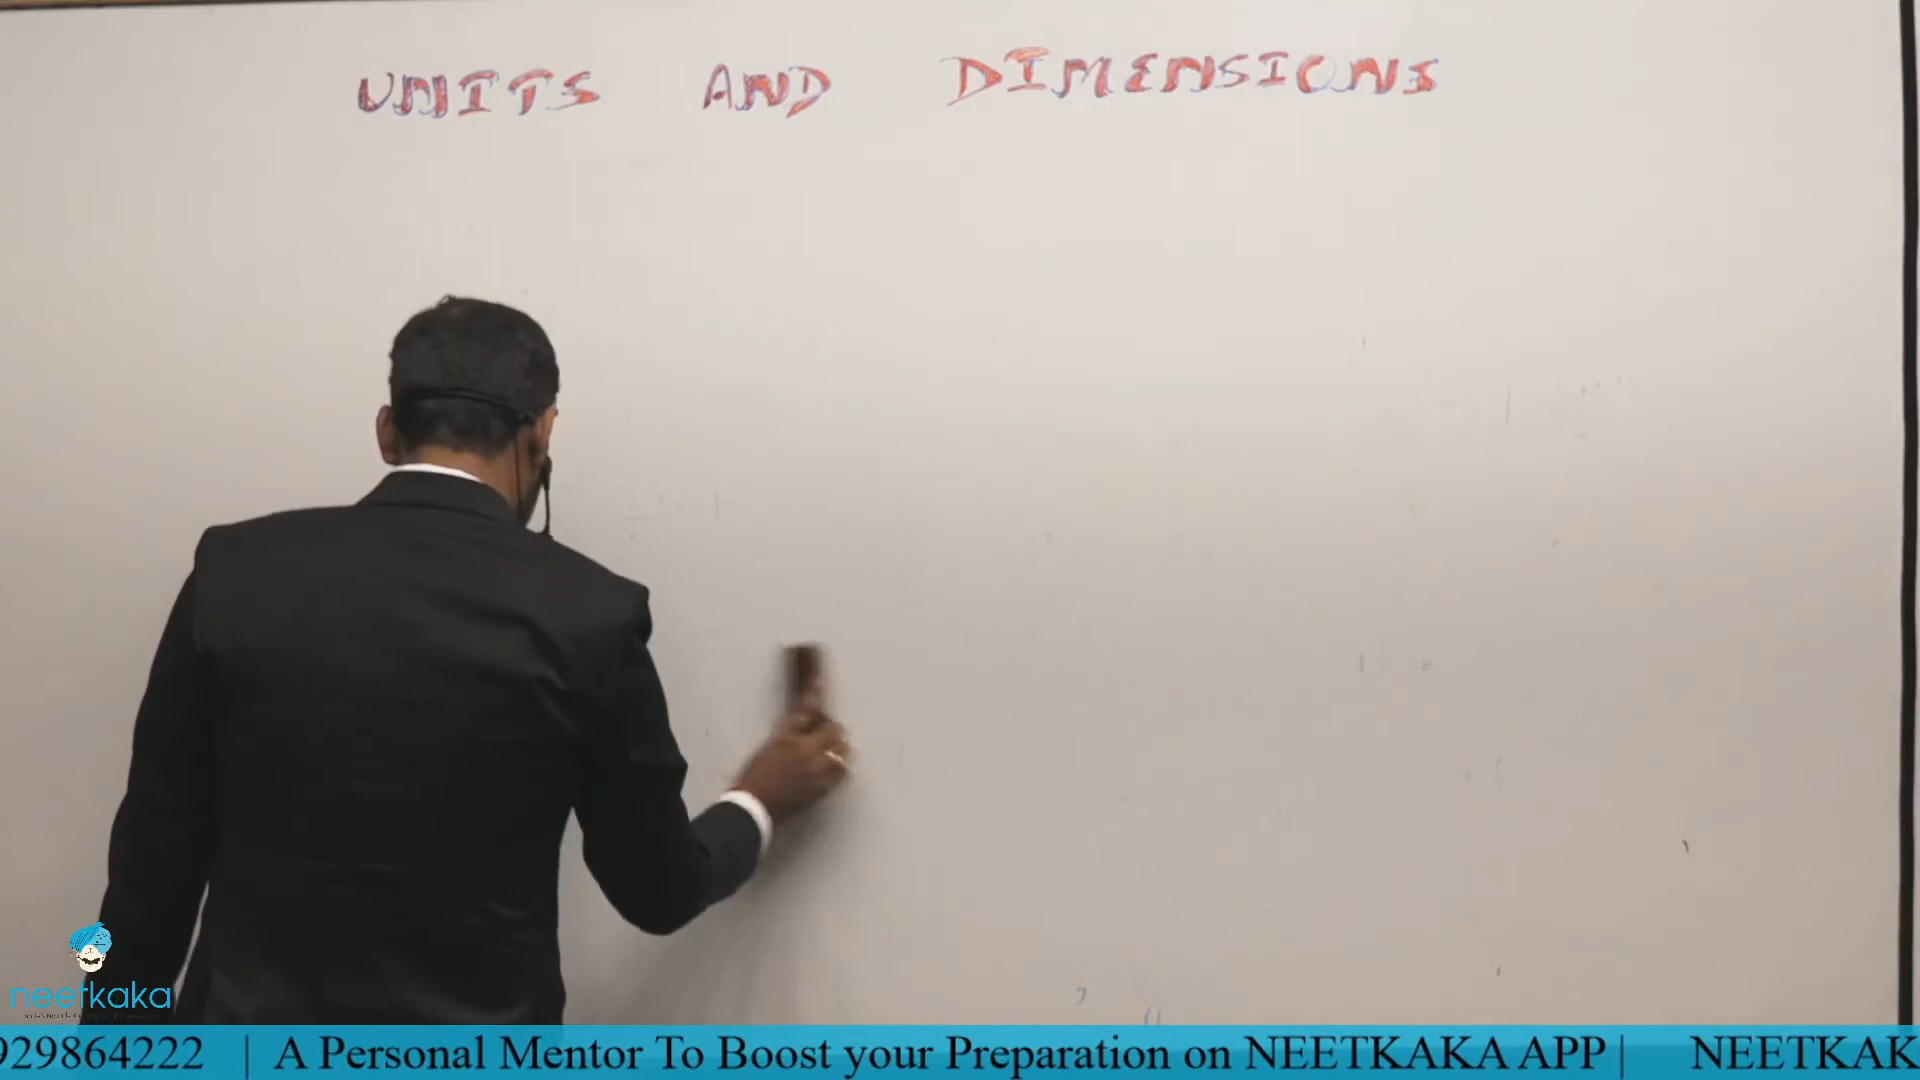 UNITS AND DIMENSIONS
neetkaka
929864222 | A Personal Mentor To Boost your Preparation on NEETKAKA APP | NEETKAK